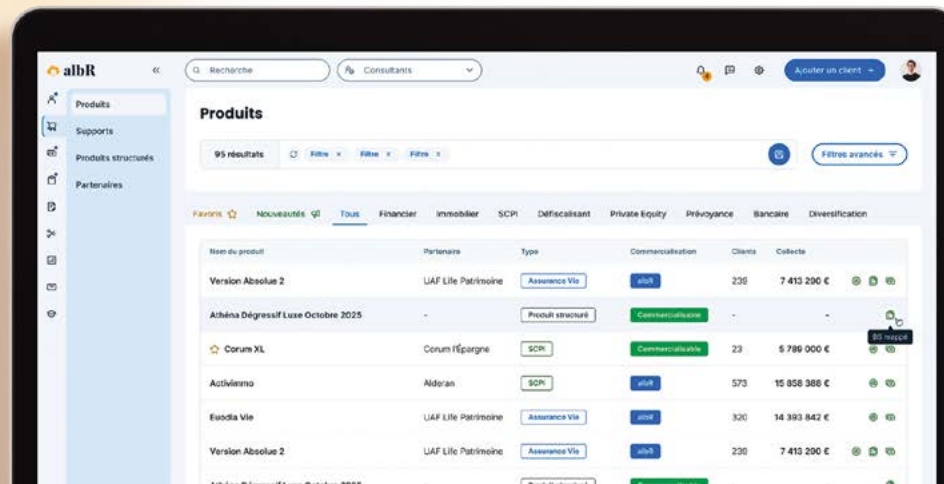 albR
«
Recherche
Consultants
Ajouter un client +
Produits
Supports
Produits structurés
Partenaires
Produits
95 résultats
Filtre ×
Filtre ×
Filtre ×
Filtres avancés
Favoris
Nouveautés
Tous
Financier
Immobilier
SCPI
Défiscalisant
Private Equity
Prévoyance
Bancaire
Diversification
Nom du produit Partenaire Type Commercialisation Clients Collecte
Version Absolue 2 UAF Life Patrimoine Assurance Vie albR 239 7 413 290 €
Athéna Dégressif Luxe Octobre 2025 - Produit structuré Commercialisable - -
BS mappé
Corum XL Corum l'Épargne SCPI Commercialisable 23 5 789 000 €
Activimmo Alderan SCPI albR 573 15 858 388 €
Euodia Vie UAF Life Patrimoine Assurance Vie albR 320 14 393 842 €
Version Absolue 2 UAF Life Patrimoine Assurance Vie albR 239 7 413 290 €